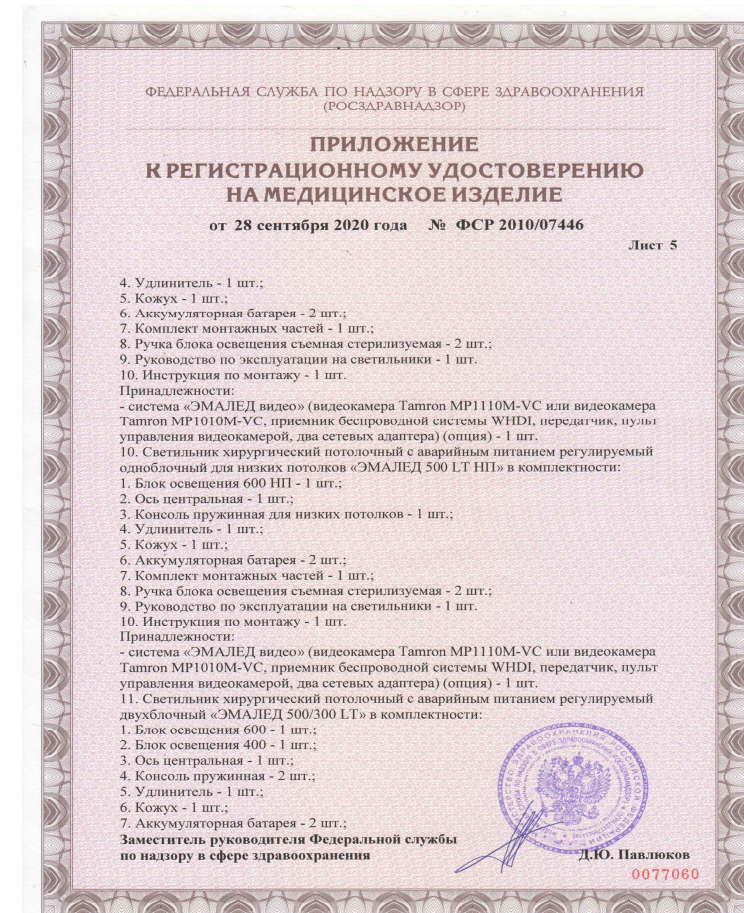 ФЕДЕРАЛЬНАЯ СЛУЖБА ПО НАДЗОРУ В СФЕРЕ ЗДРАВООХРАНЕНИЯ
(РОСЗДРАВНАДЗОР)
ПРИЛОЖЕНИЕ
К РЕГИСТРАЦИОННОМУ УДОСТОВЕРЕНИЮ
НА МЕДИЦИНСКОЕ ИЗДЕЛИЕ
от 28 сентября 2020 года № ФСР 2010/07446
Лист 5
4. Удлинитель - 1 шт.;
5. Кожух - 1 шт.;
6. Аккумуляторная батарея - 2 шт.;
7. Комплект монтажных частей - 1 шт.;
8. Ручка блока освещения съемная стерилизуемая - 2 шт.;
9. Руководство по эксплуатации на светильники - 1 шт.
10. Инструкция по монтажу - 1 шт.
Принадлежности:
- система «ЭМАЛЕД видео» (видеокамера Tamron MP1110M-VC или видеокамера
Tamron MP1010M-VC, приемник беспроводной системы WHDI, передатчик, пульт
управления видеокамерой, два сетевых адаптера) (опция) - 1 шт.
10. Светильник хирургический потолочный с аварийным питанием регулируемый
одноблочный для низких потолков «ЭМАЛЕД 500 LT НП» в комплектности:
1. Блок освещения 600 НП - 1 шт.;
2. Ось центральная - 1 шт.;
3. Консоль пружинная для низких потолков - 1 шт.;
4. Удлинитель - 1 шт.;
5. Кожух - 1 шт.;
6. Аккумуляторная батарея - 2 шт.;
7. Комплект монтажных частей - 1 шт.;
8. Ручка блока освещения съемная стерилизуемая - 2 шт.;
9. Руководство по эксплуатации на светильники - 1 шт.
10. Инструкция по монтажу - 1 шт.
Принадлежности:
- система «ЭМАЛЕД видео» (видеокамера Tamron MP1110M-VC или видеокамера
Tamron MP1010M-VC, приемник беспроводной системы WHDI, передатчик, пульт
управления видеокамерой, два сетевых адаптера) (опция) - 1 шт.
11. Светильник хирургический потолочный с аварийным питанием регулируемый
двухблочный «ЭМАЛЕД 500/300 LT» в комплектности:
1. Блок освещения 600 - 1 шт.;
2. Блок освещения 400 - 1 шт.;
3. Ось центральная - 1 шт.;
4. Консоль пружинная - 2 шт.;
5. Удлинитель - 1 шт.;
6. Кожух - 1 шт.;
7. Аккумуляторная батарея - 2 шт.;
Заместитель руководителя Федеральной службы
по надзору в сфере здравоохранения
Д.Ю. Павлюков
0077060